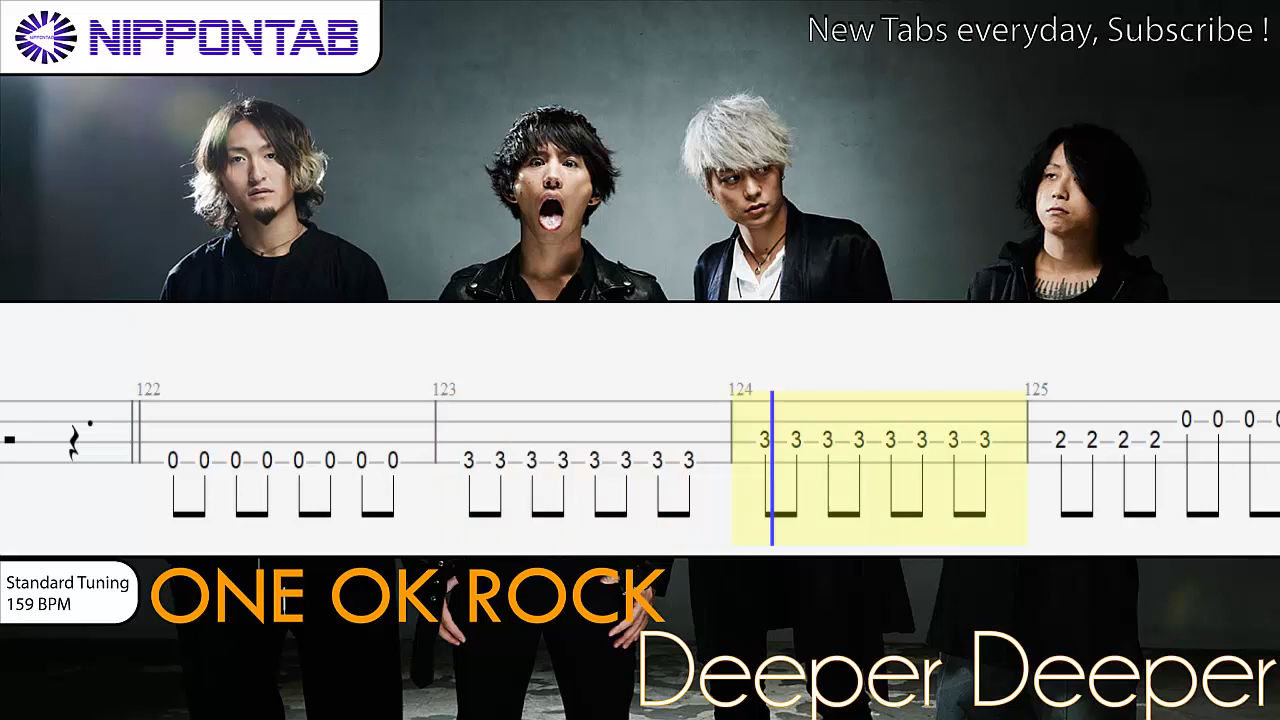 NIPPONTAB
New Tabs everyday, Subscribe !
122 123 124 125
0 0 0 0 0 0 0 0 3 3 3 3 3 3 3 3 3 3 3 3 3 3 3 3 2 2 2 2 0 0 0 0
Standard Tuning
159 BPM
ONE OK ROCK
Deeper Deeper